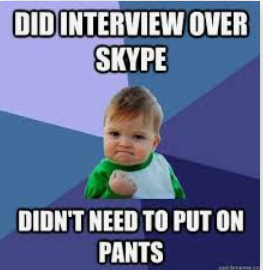 DID INTERVIEW OVER
SKYPE
DIDN'T NEED TO PUT ON
PANTS